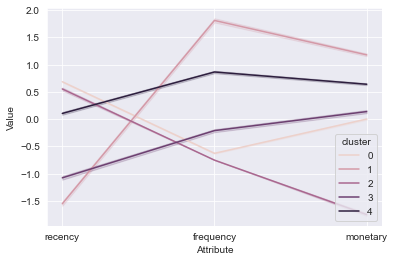 2.0
1.5
1.0
0.5
0.0
−0.5
−1.0
−1.5
Value
recency
frequency
monetary
Attribute
cluster
0
1
2
3
4